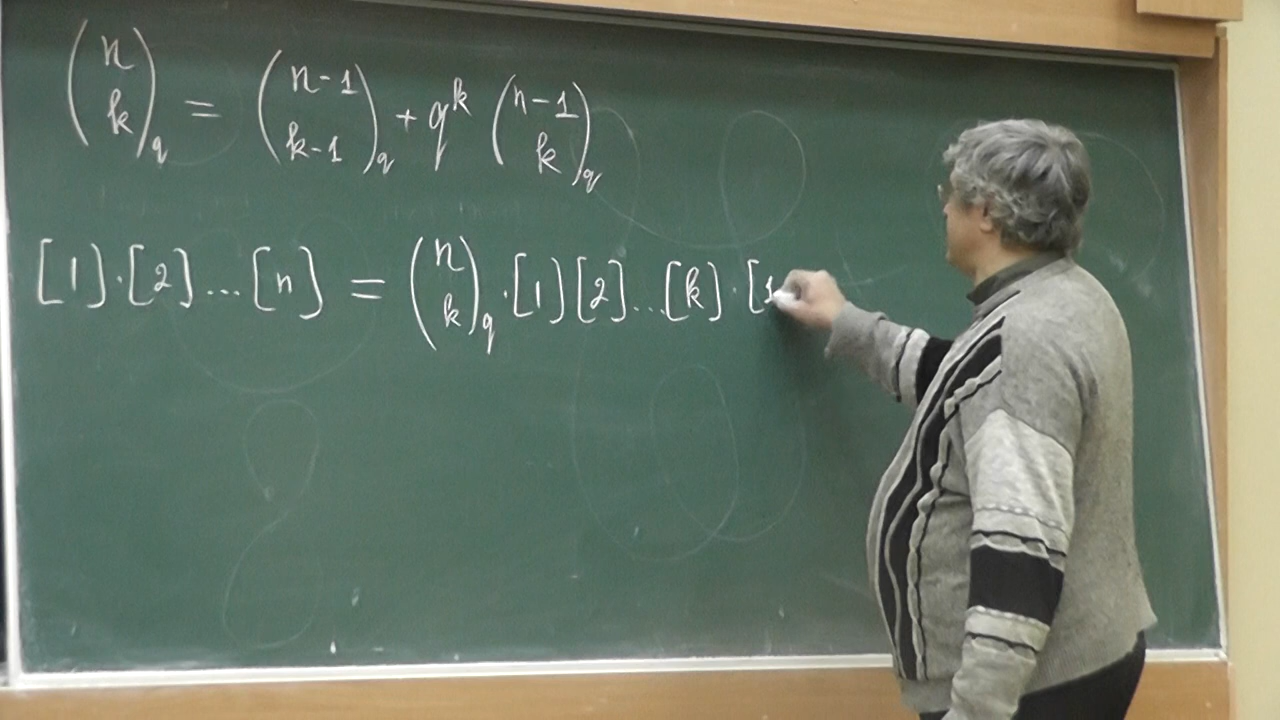 (n k)_q = (n-1 k-1)_q + q^k (n-1 k)_q
[1]·[2]...[n] = (n k)_q·[1][2]...[k]·[1